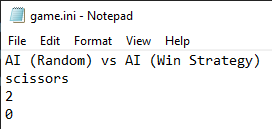 game.ini - Notepad
File Edit Format View Help
AI (Random) vs AI (Win Strategy)
scissors
2
0